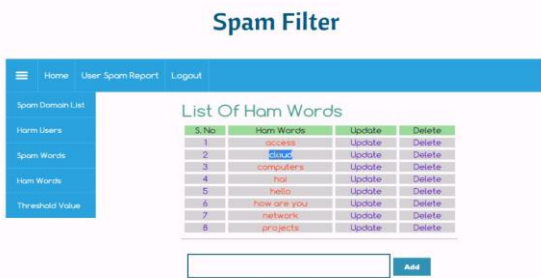 Spam Filter
Home User Spam Report Logout
Spam Domain List
Harm Users
Spam Words
Ham Words
Threshold Value
List Of Ham Words
S. No Ham Words Update Delete
1 access Update Delete
2 cloud Update Delete
3 computers Update Delete
4 hai Update Delete
5 hello Update Delete
6 how are you Update Delete
7 network Update Delete
8 projects Update Delete
Add